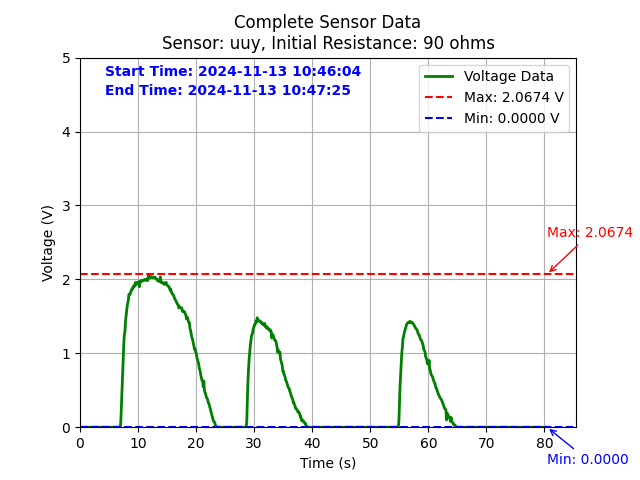 Complete Sensor Data
Sensor: uuy, Initial Resistance: 90 ohms
Start Time: 2024-11-13 10:46:04
End Time: 2024-11-13 10:47:25
Voltage Data
Max: 2.0674 V
Min: 0.0000 V
Max: 2.0674
Min: 0.0000
Voltage (V)
5
4
3
2
1
0
0 10 20 30 40 50 60 70 80
Time (s)